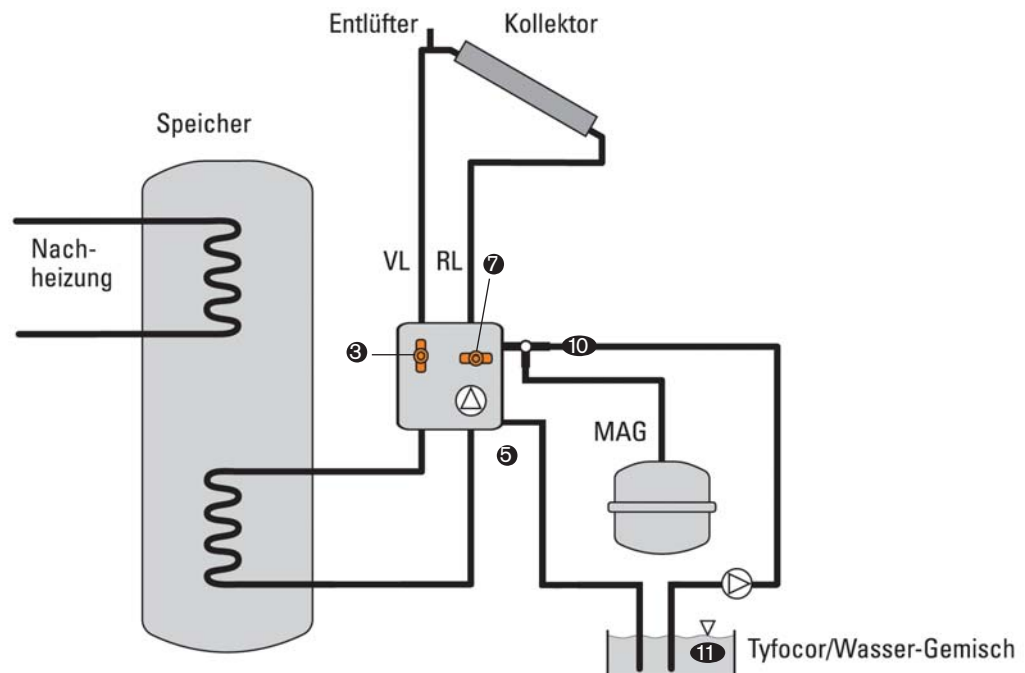 Entlüfter
Kollektor
Speicher
Nach-
heizung
VL
RL
7
3
10
MAG
5
11
Tyfocor/Wasser-Gemisch